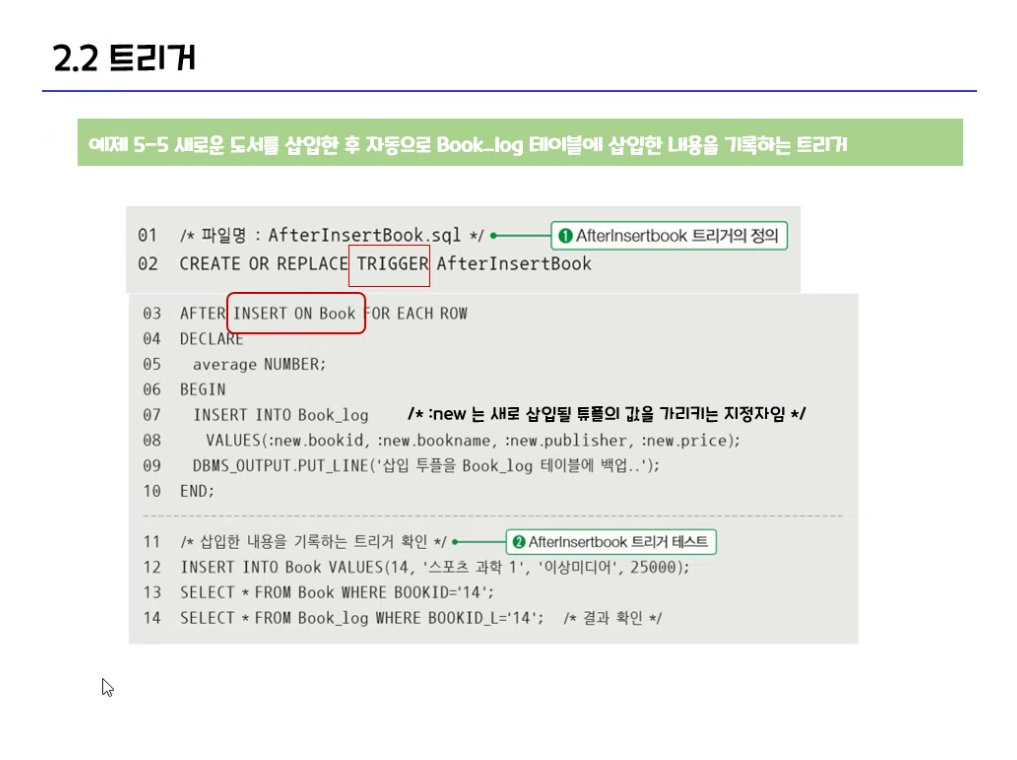 2.2 트리거
예제 5-5 새로운 도서를 삽입한 후 자동으로 Book_log 테이블에 삽입한 내용을 기록하는 트리거
01 /* 파일명 : AfterInsertBook.sql */ ❶ AfterInsertbook 트리거의 정의
02 CREATE OR REPLACE TRIGGER AfterInsertBook
03 AFTER INSERT ON Book FOR EACH ROW
04 DECLARE
05 average NUMBER;
06 BEGIN
07 INSERT INTO Book_log /* :new 는 새로 삽입될 튜플의 값을 가리키는 지정자임 */
08 VALUES(:new.bookid, :new.bookname, :new.publisher, :new.price);
09 DBMS_OUTPUT.PUT_LINE('삽입 투플을 Book_log 테이블에 백업..');
10 END;
11 /* 삽입한 내용을 기록하는 트리거 확인 */ ❷ AfterInsertbook 트리거 테스트
12 INSERT INTO Book VALUES(14, '스포츠 과학 1', '이상미디어', 25000);
13 SELECT * FROM Book WHERE BOOKID='14';
14 SELECT * FROM Book_log WHERE BOOKID_L='14'; /* 결과 확인 */